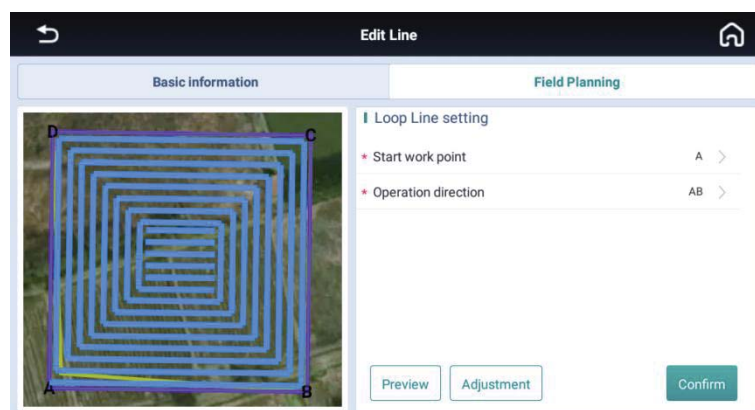 Edit Line
Basic information
Field Planning
D
C
A
B
Loop Line setting
* Start work point A
* Operation direction AB
Preview
Adjustment
Confirm